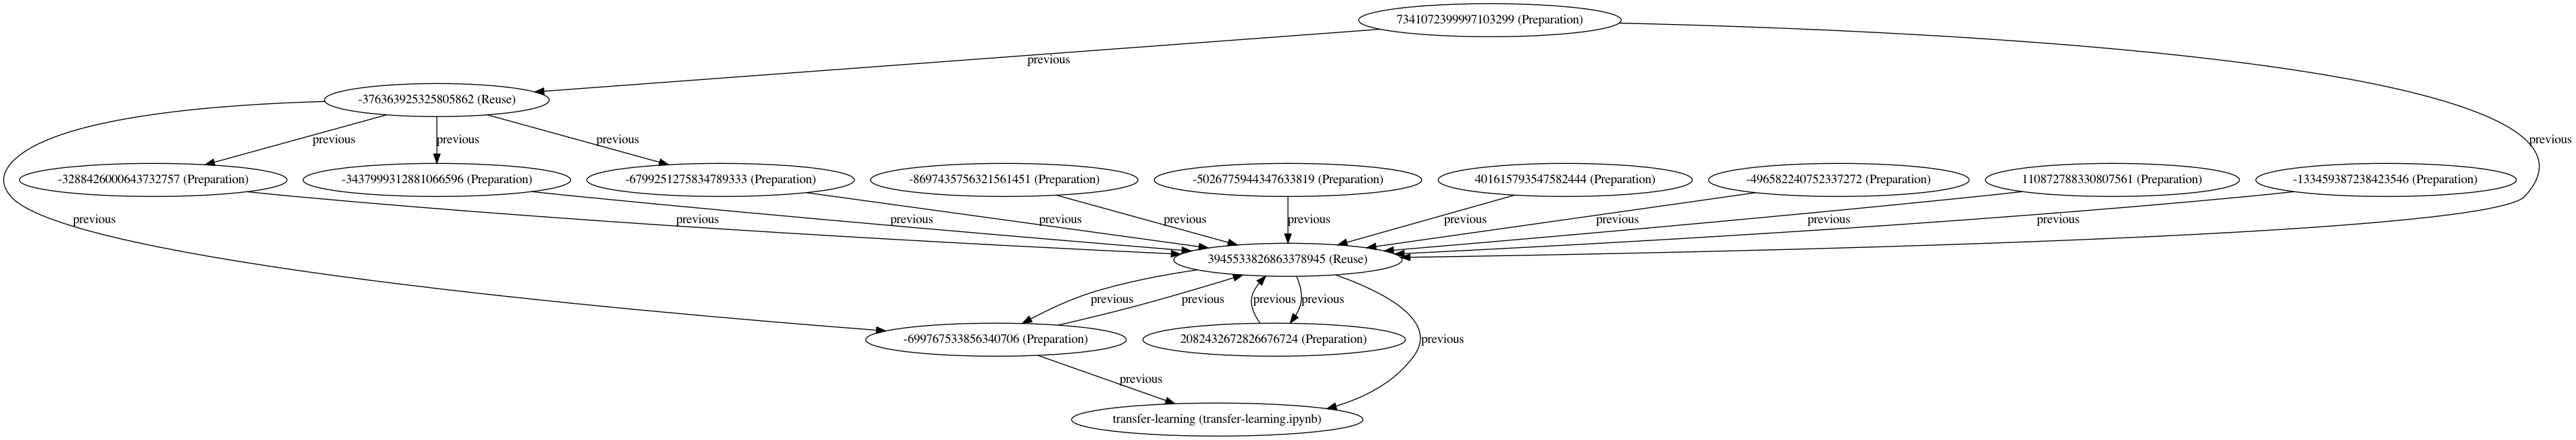 7341072399997103299 (Preparation)
previous
-376363925325805862 (Reuse)
previous
previous
previous
previous
-3288426000643732757 (Preparation)
-3437999312881066596 (Preparation)
-6799251275834789333 (Preparation)
-8697435756321561451 (Preparation)
-5026775944347633819 (Preparation)
401615793547582444 (Preparation)
-496582240752337272 (Preparation)
110872788330807561 (Preparation)
-133459387238423546 (Preparation)
previous
previous
previous
previous
previous
previous
previous
previous
previous
previous
3945533826863378945 (Reuse)
previous
previous
previous
previous
-699767533856340706 (Preparation)
2082432672826676724 (Preparation)
previous
previous
transfer-learning (transfer-learning.ipynb)